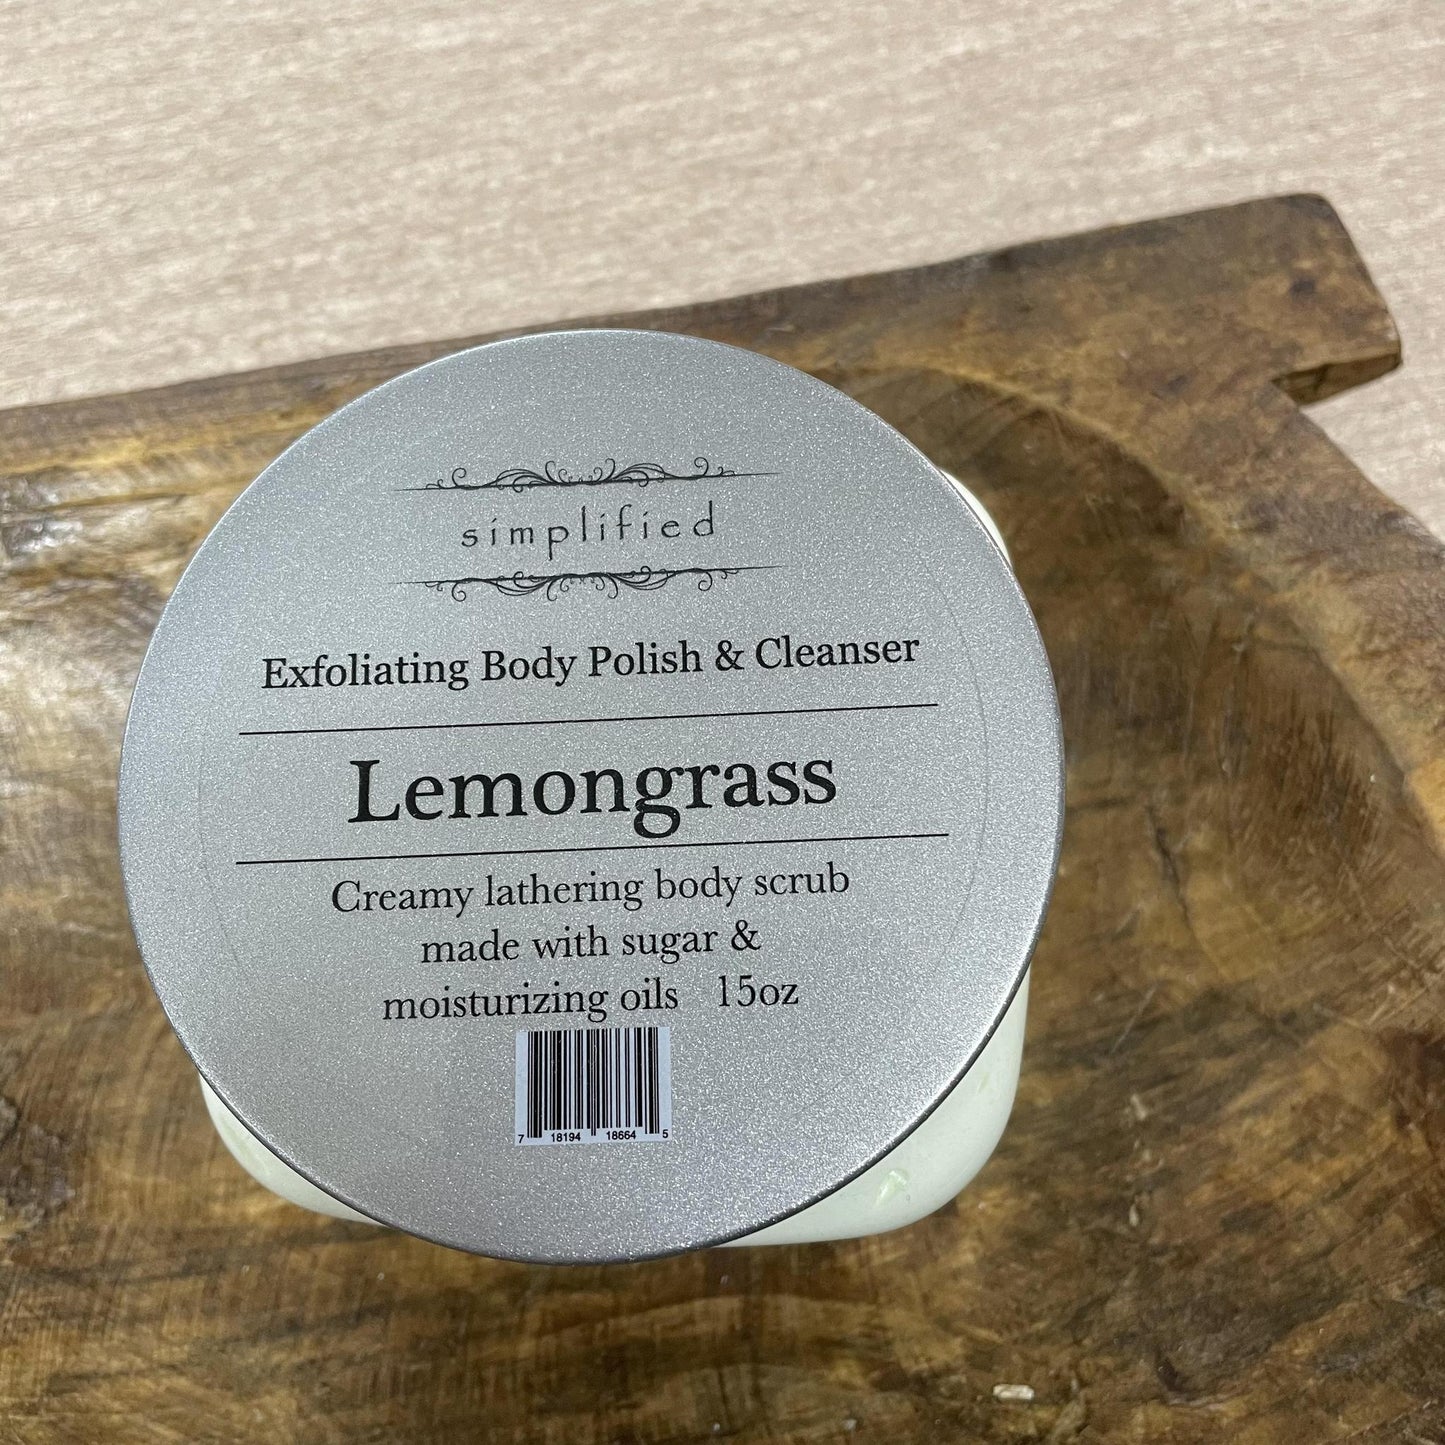 simplified
Exfoliating Body Polish & Cleanser
Lemongrass
Creamy lathering body scrub
made with sugar &
moisturizing oils 15oz
7 18194 18664 5